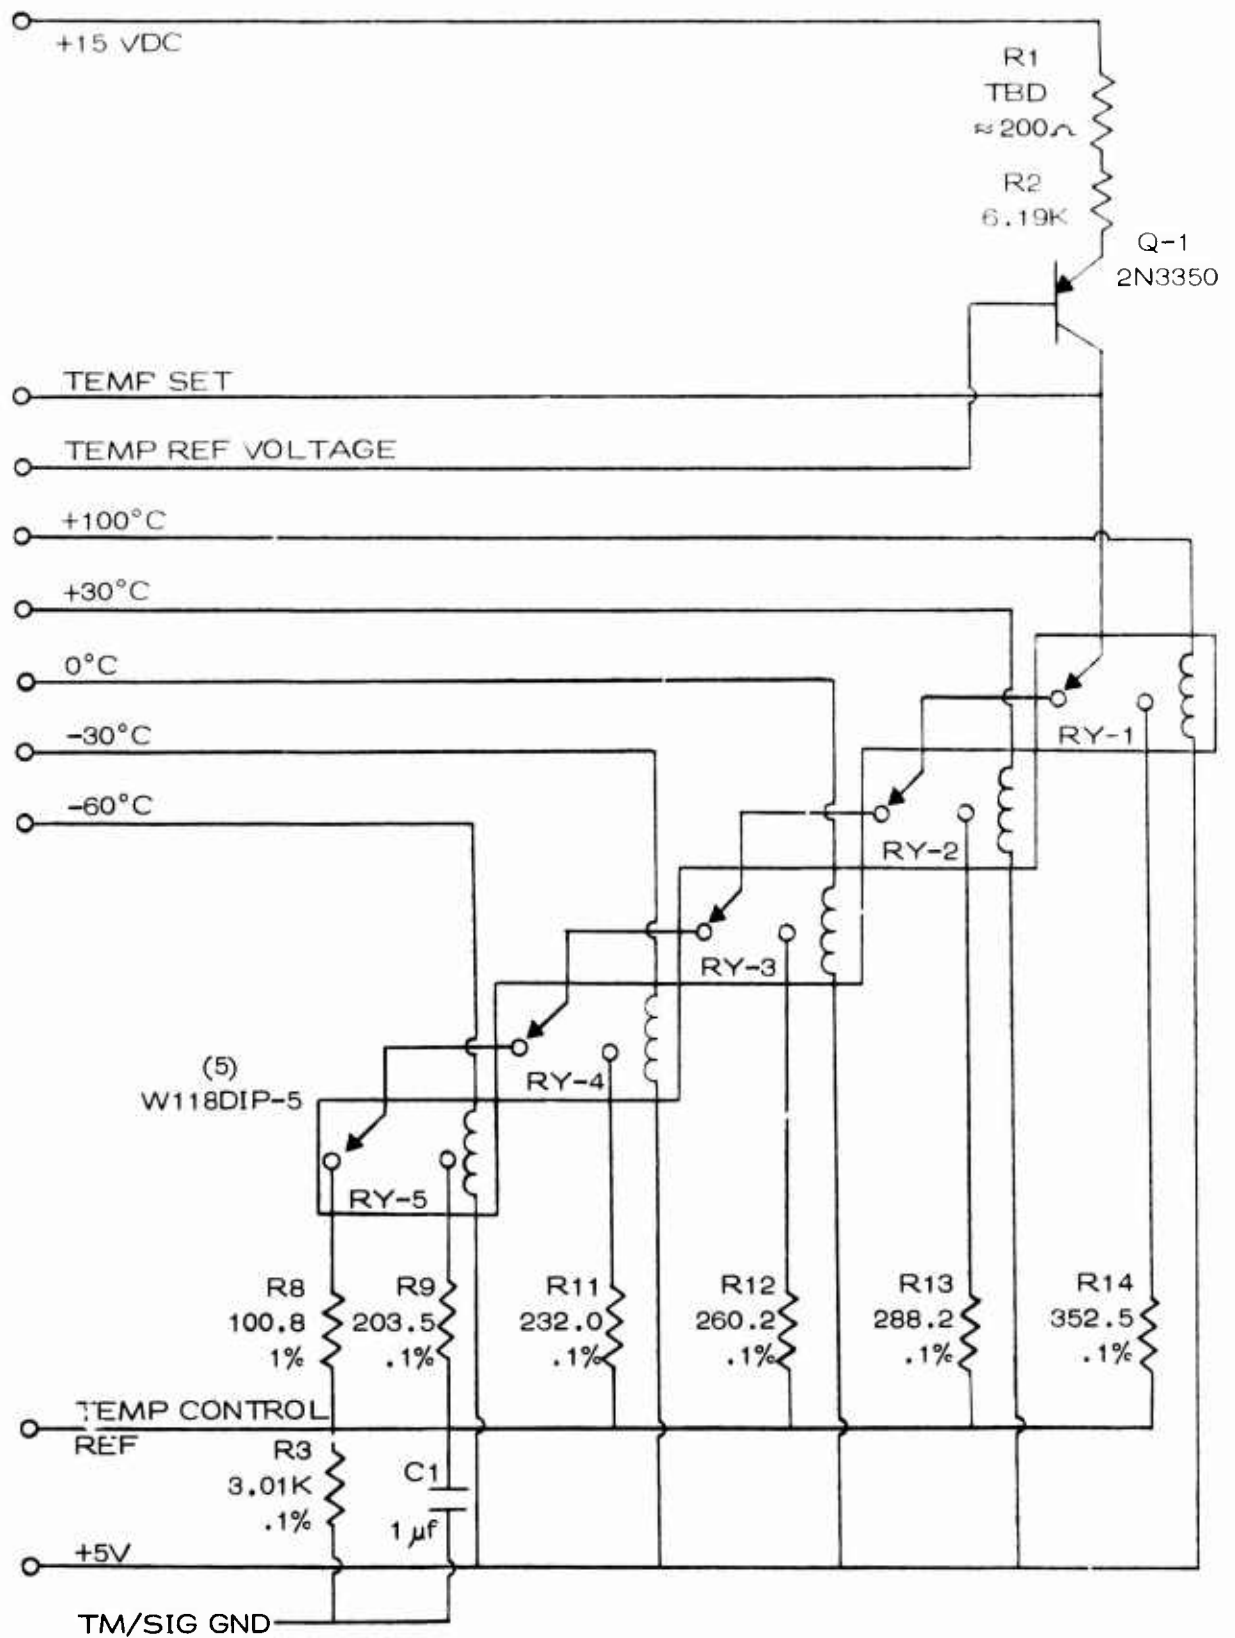 +15 VDC
R1
TBD
≈200Ω
R2
6.19K
Q-1
2N3350
TEMP SET
TEMP REF VOLTAGE
+100°C
+30°C
0°C
-30°C
-60°C
RY-1
RY-2
RY-3
RY-4
(5)
W118DIP-5
RY-5
R8
100.8
1%
R9
203.5
.1%
R11
232.0
.1%
R12
260.2
.1%
R13
288.2
.1%
R14
352.5
.1%
TEMP CONTROL
REF
R3
3.01K
.1%
C1
1 µf
+5V
TM/SIG GND